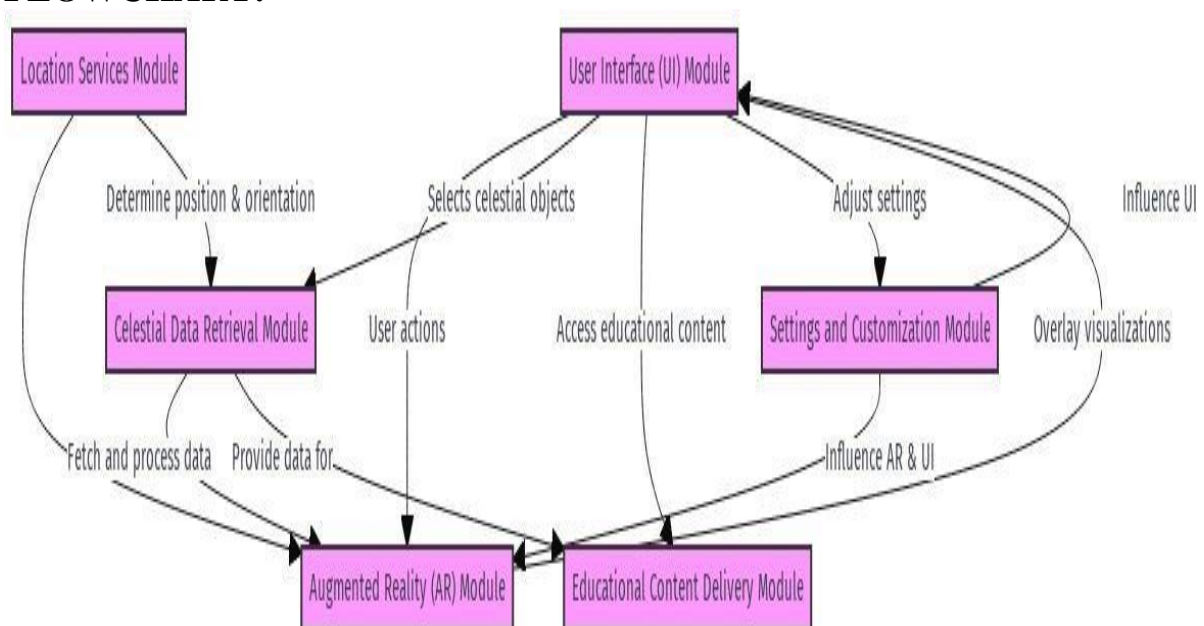 Location Services Module
User Interface (UI) Module
Determine position & orientation
Selects celestial objects
Adjust settings
Influence UI
Celestial Data Retrieval Module
User actions
Access educational content
Settings and Customization Module
Overlay visualizations
Fetch and process data
Provide data for
Influence AR & UI
Augmented Reality (AR) Module
Educational Content Delivery Module